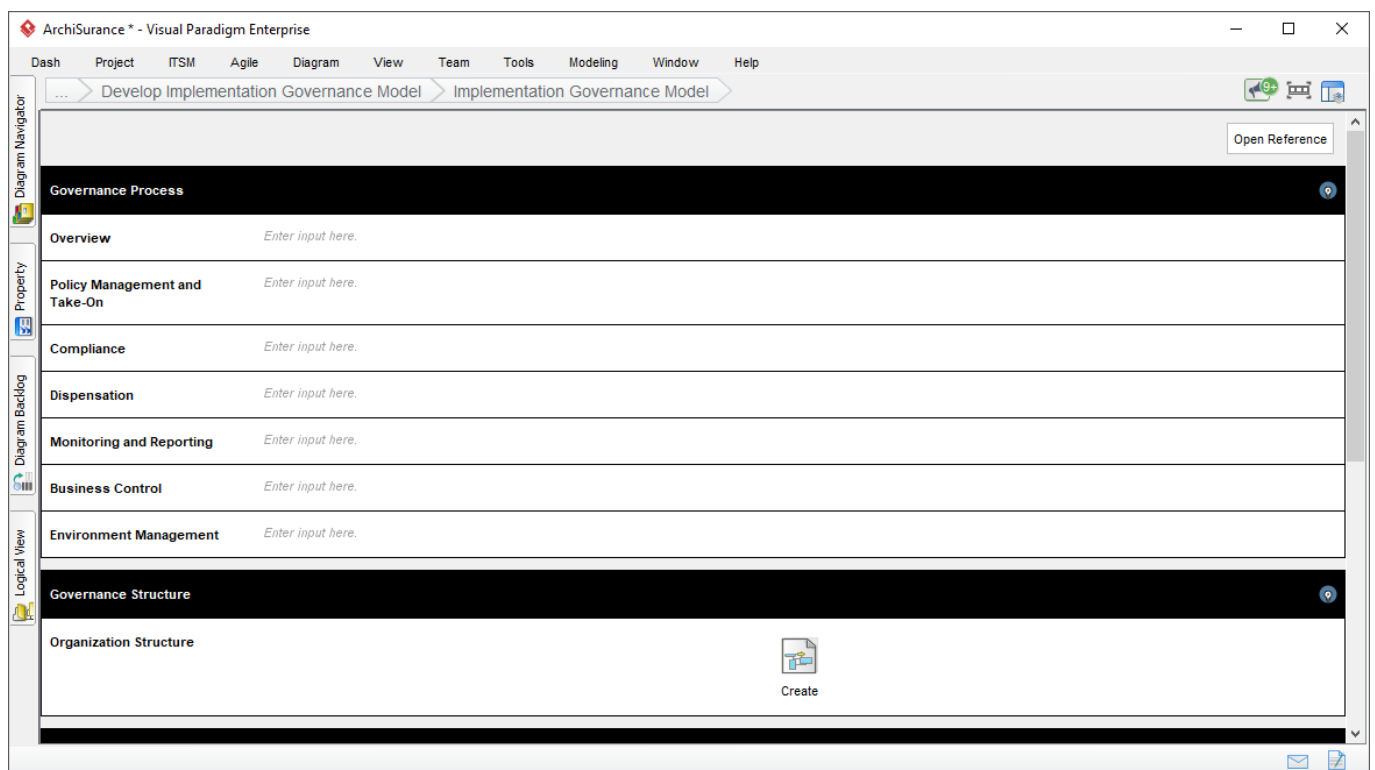 ArchiSurance * - Visual Paradigm Enterprise
Dash Project ITSM Agile Diagram View Team Tools Modeling Window Help
... Develop Implementation Governance Model Implementation Governance Model
9+
Diagram Navigator
Property
Diagram Backlog
Logical View
Open Reference
Governance Process
Overview Enter input here.
Policy Management and
Take-On Enter input here.
Compliance Enter input here.
Dispensation Enter input here.
Monitoring and Reporting Enter input here.
Business Control Enter input here.
Environment Management Enter input here.
Governance Structure
Organization Structure
Create